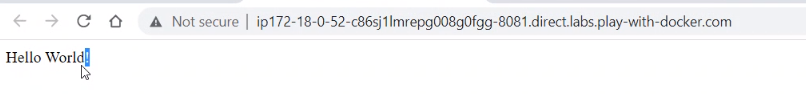 Not secure | ip172-18-0-52-c86sj1lmrepg008g0fgg-8081.direct.labs.play-with-docker.com
Hello World!